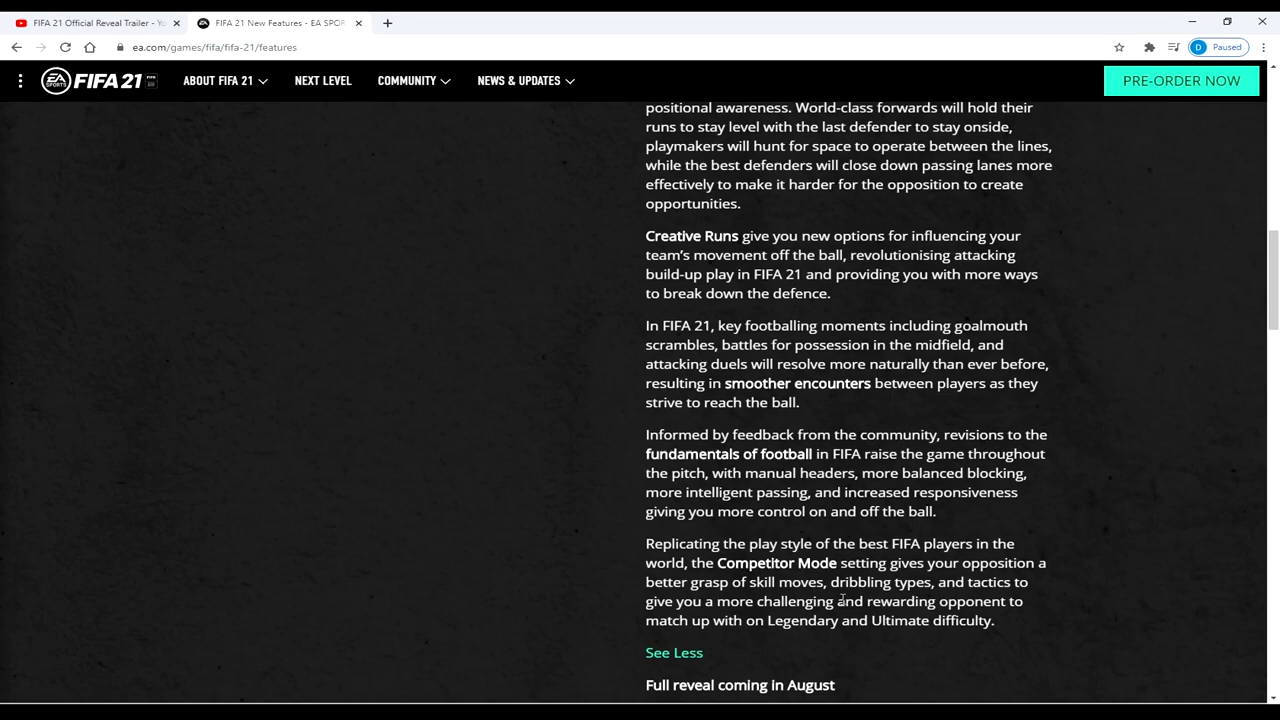 FIFA 21 Official Reveal Trailer - Yo
FIFA 21 New Features - EA SPOR
ea.com/games/fifa/fifa-21/features
D Paused
EA SPORTS FIFA 21
ABOUT FIFA 21
NEXT LEVEL
COMMUNITY
NEWS & UPDATES
PRE-ORDER NOW
positional awareness. World-class forwards will hold their
runs to stay level with the last defender to stay onside,
playmakers will hunt for space to operate between the lines,
while the best defenders will close down passing lanes more
effectively to make it harder for the opposition to create
opportunities.
Creative Runs give you new options for influencing your
team's movement off the ball, revolutionising attacking
build-up play in FIFA 21 and providing you with more ways
to break down the defence.
In FIFA 21, key footballing moments including goalmouth
scrambles, battles for possession in the midfield, and
attacking duels will resolve more naturally than ever before,
resulting in smoother encounters between players as they
strive to reach the ball.
Informed by feedback from the community, revisions to the
fundamentals of football in FIFA raise the game throughout
the pitch, with manual headers, more balanced blocking,
more intelligent passing, and increased responsiveness
giving you more control on and off the ball.
Replicating the play style of the best FIFA players in the
world, the Competitor Mode setting gives your opposition a
better grasp of skill moves, dribbling types, and tactics to
give you a more challenging and rewarding opponent to
match up with on Legendary and Ultimate difficulty.
See Less
Full reveal coming in August